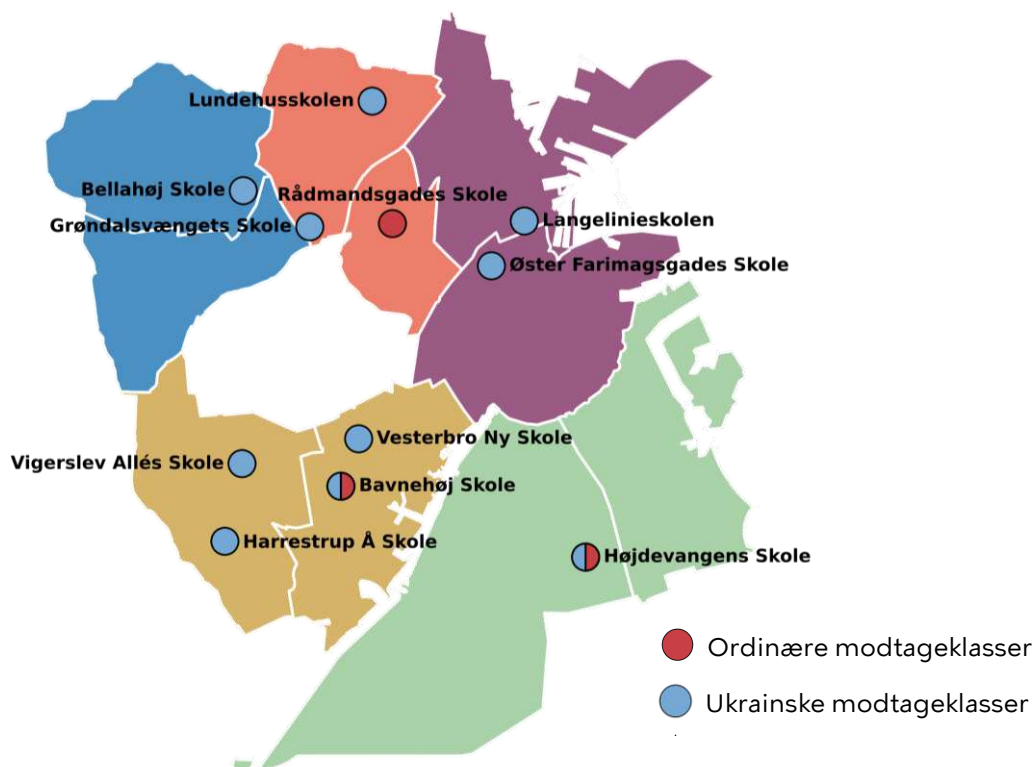 Lundehusskolen
Bellahøj Skole
Rådmandsgades Skole
Grøndalsvængets Skole
Langelinieskolen
Øster Farimagsgades Skole
Vesterbro Ny Skole
Vigerslev Allés Skole
Bavnehøj Skole
Harrestrup Å Skole
Højdevangens Skole
Ordinære modtageklasser
Ukrainske modtageklasser